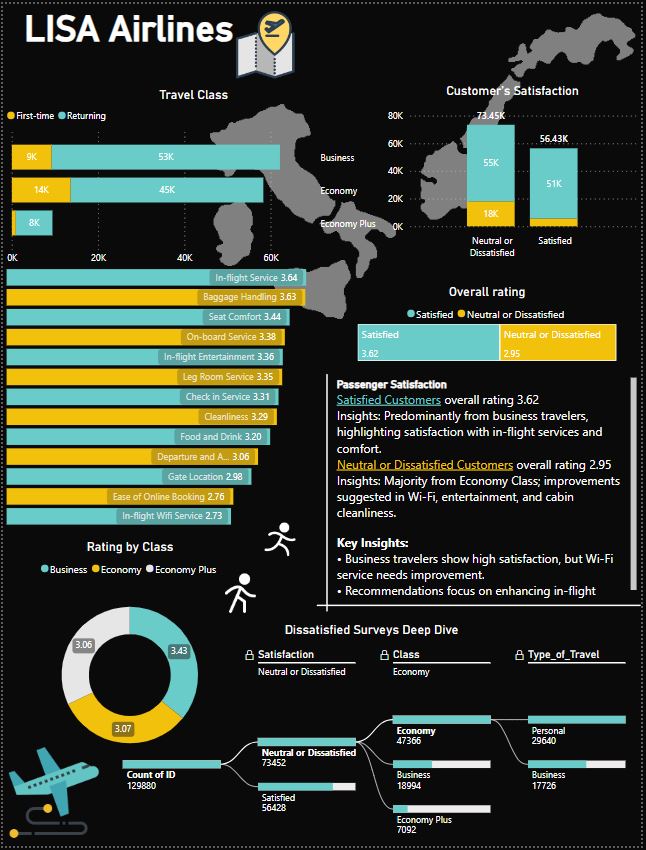 LISA Airlines
Travel Class
First-time Returning
9K 53K Business
14K 45K Economy
8K Economy Plus
0K 20K 40K 60K
Customer's Satisfaction
73.45K
56.43K
80K
60K
40K
20K
0K
55K
51K
18K
Neutral or
Dissatisfied
Satisfied
In-flight Service 3.64
Baggage Handling 3.63
Seat Comfort 3.44
On-board Service 3.38
In-flight Entertainment 3.36
Leg Room Service 3.35
Check in Service 3.31
Cleanliness 3.29
Food and Drink 3.20
Departure and A... 3.06
Gate Location 2.98
Ease of Online Booking 2.76
In-flight Wifi Service 2.73
Overall rating
Satisfied Neutral or Dissatisfied
Satisfied
3.62
Neutral or Dissatisfied
2.95
Passenger Satisfaction
Satisfied Customers overall rating 3.62
Insights: Predominantly from business travelers,
highlighting satisfaction with in-flight services and
comfort.
Neutral or Dissatisfied Customers overall rating 2.95
Insights: Majority from Economy Class; improvements
suggested in Wi-Fi, entertainment, and cabin
cleanliness.
Key Insights:
• Business travelers show high satisfaction, but Wi-Fi
service needs improvement.
• Recommendations focus on enhancing in-flight
Rating by Class
Business Economy Economy Plus
3.06
3.43
3.07
Dissatisfied Surveys Deep Dive
Satisfaction
Neutral or Dissatisfied
Class
Economy
Type_of_Travel
Count of ID
129880
Neutral or Dissatisfied
73452
Satisfied
56428
Economy
47366
Business
18994
Economy Plus
7092
Personal
29640
Business
17726